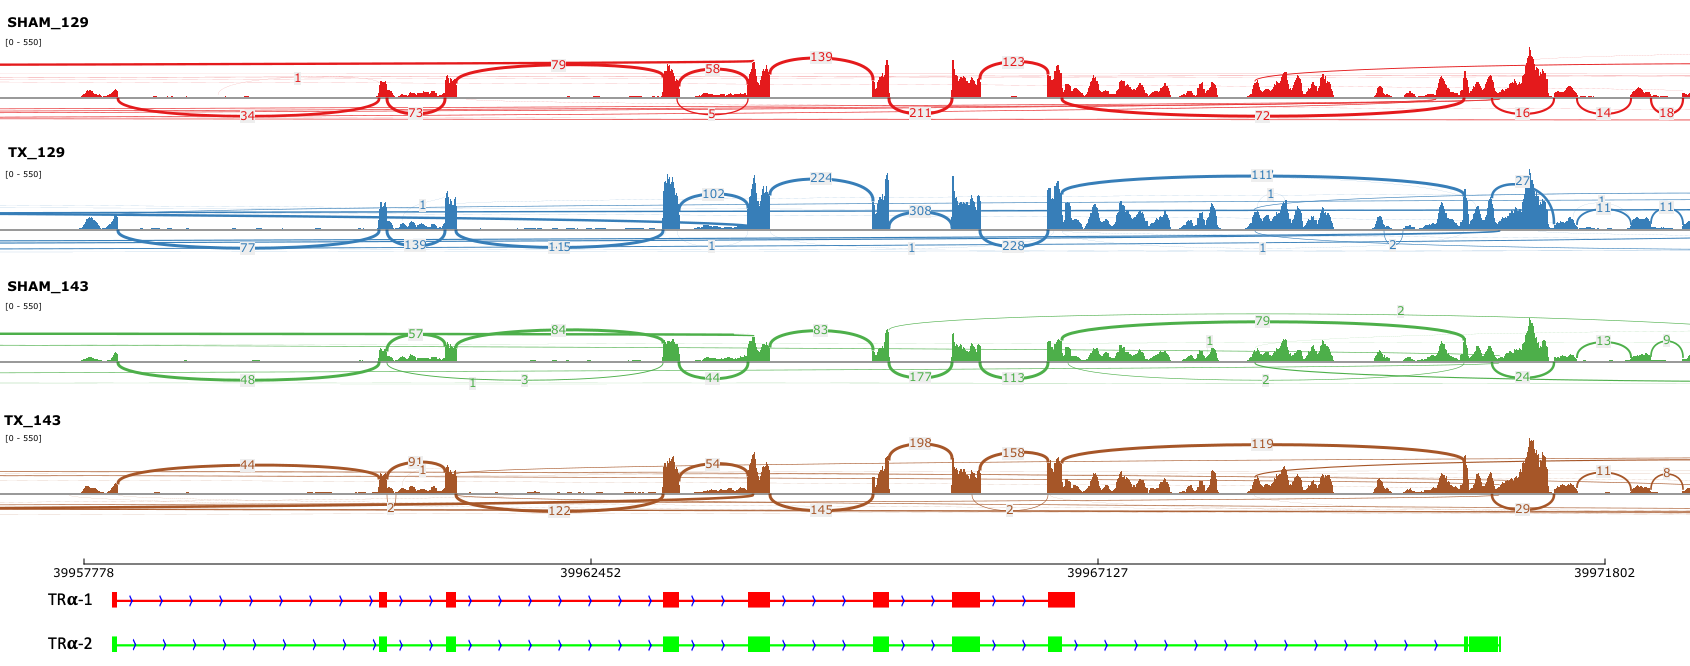 SHAM_129
[0 - 550]
1 79 58 139 123
34 73 5 211 72 16 14 18
TX_129
[0 - 550]
1 102 224 308 111 1 27 1 11 11
77 139 115 1 1 228 1 2
SHAM_143
[0 - 550]
57 84 83 79 1 2 13 9
48 1 3 44 177 113 2 24
TX_143
[0 - 550]
44 91 1 54 198 158 119 11 8
2 122 145 2 29
39957778 39962452 39967127 39971802
TRα-1
TRα-2